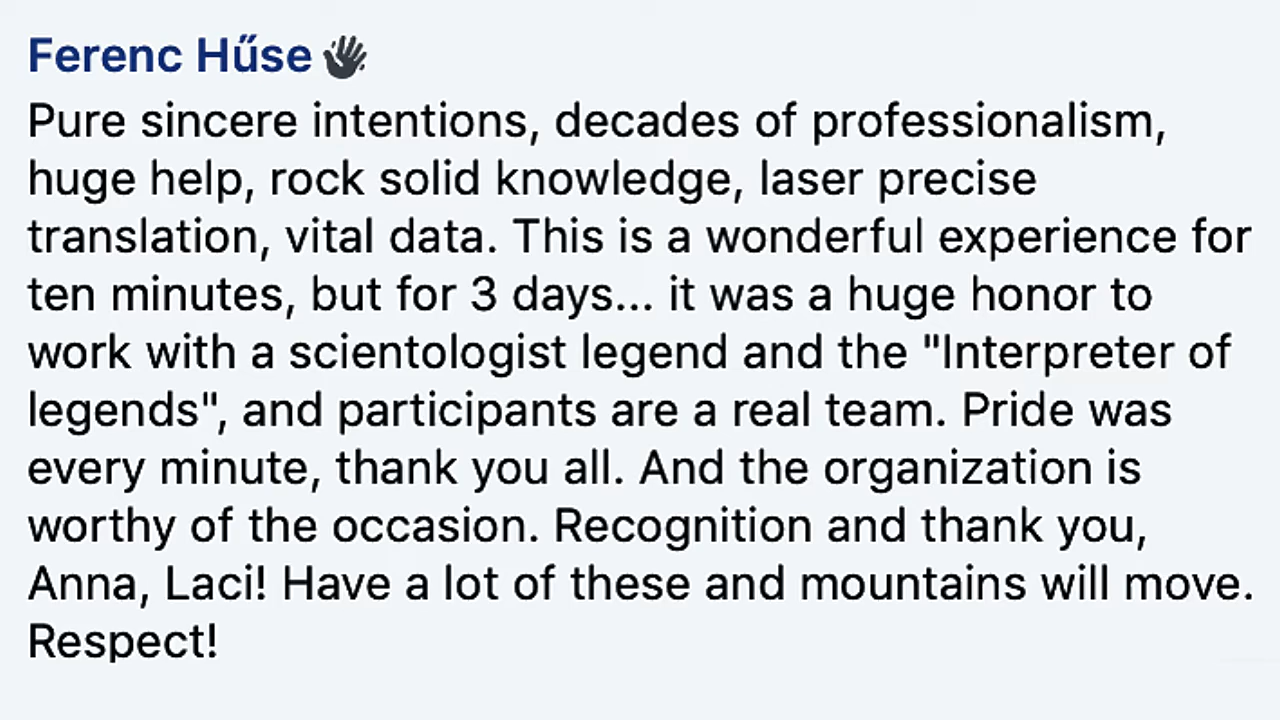 Ferenc Hűse 👋
Pure sincere intentions, decades of professionalism,
huge help, rock solid knowledge, laser precise
translation, vital data. This is a wonderful experience for
ten minutes, but for 3 days... it was a huge honor to
work with a scientologist legend and the "Interpreter of
legends", and participants are a real team. Pride was
every minute, thank you all. And the organization is
worthy of the occasion. Recognition and thank you,
Anna, Laci! Have a lot of these and mountains will move.
Respect!